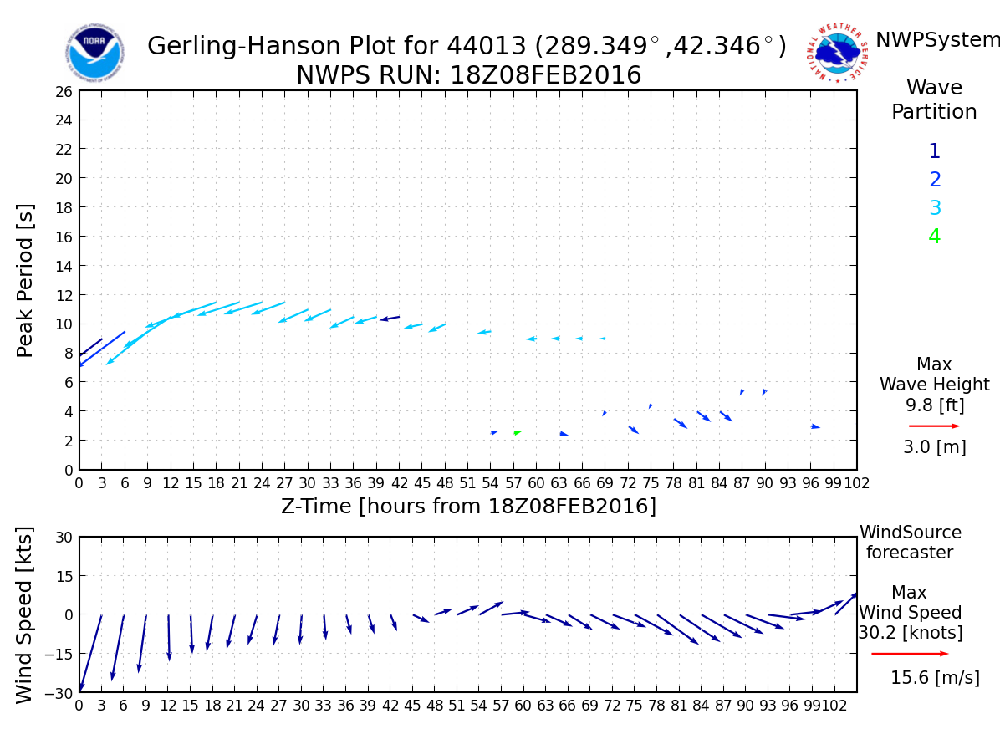 Gerling-Hanson Plot for 44013 (289.349°,42.346°)
NWPS RUN: 18Z08FEB2016
NOAA
NATIONAL WEATHER SERVICE
NWPSystem
Wave
Partition
1
2
3
4
Peak Period [s]
26
24
22
20
18
16
14
12
10
8
6
4
2
0
0 3 6 9 12 15 18 21 24 27 30 33 36 39 42 45 48 51 54 57 60 63 66 69 72 75 78 81 84 87 90 93 96 99 102
Z-Time [hours from 18Z08FEB2016]
Max
Wave Height
9.8 [ft]
3.0 [m]
Wind Speed [kts]
30
15
0
−15
−30
0 3 6 9 12 15 18 21 24 27 30 33 36 39 42 45 48 51 54 57 60 63 66 69 72 75 78 81 84 87 90 93 96 99 102
WindSource
forecaster
Max
Wind Speed
30.2 [knots]
15.6 [m/s]